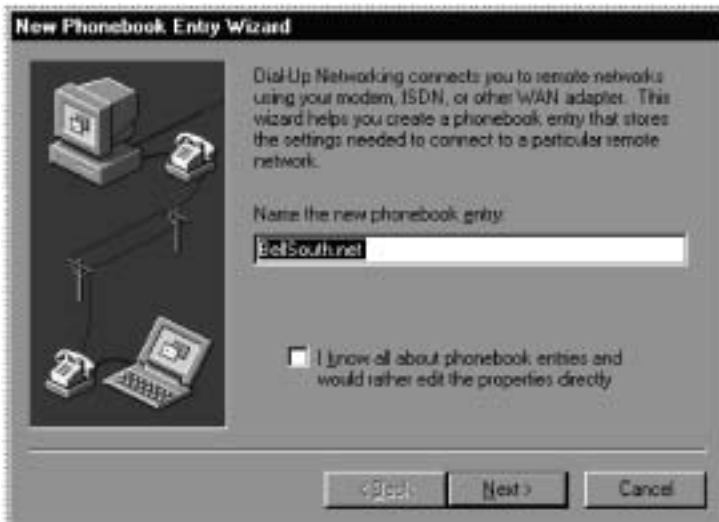 New Phonebook Entry Wizard
Dial-Up Networking connects you to remote networks
using your modem, ISDN, or other WAN adapter. This
wizard helps you create a phonebook entry that stores
the settings needed to connect to a particular remote
network.
Name the new phonebook entry:
BellSouth.net
I know all about phonebook entries and
would rather edit the properties directly
< Back
Next >
Cancel